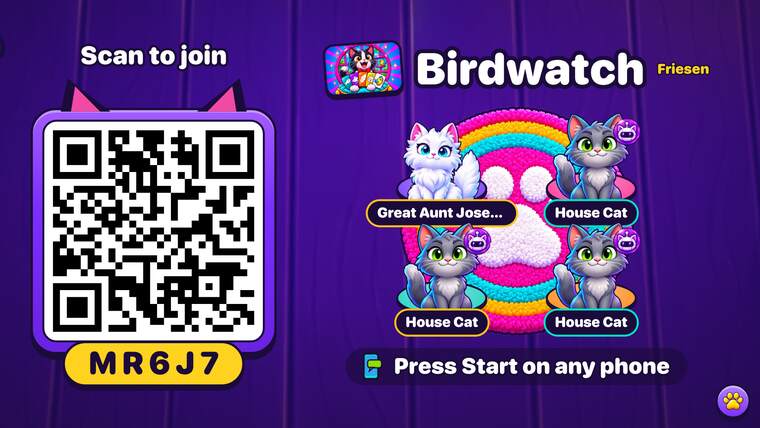 Scan to join
MR6J7
Birdwatch
Friesen
Great Aunt Jose...
House Cat
House Cat
House Cat
Press Start on any phone